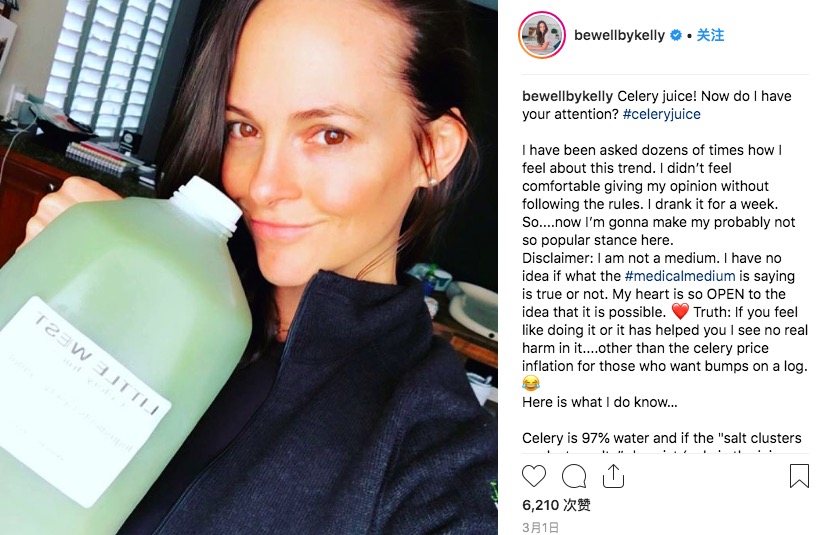 bewellbykelly • 关注
bewellbykelly Celery juice! Now do I have
your attention? #celeryjuice
I have been asked dozens of times how I
feel about this trend. I didn’t feel
comfortable giving my opinion without
following the rules. I drank it for a week.
So....now I’m gonna make my probably not
so popular stance here.
Disclaimer: I am not a medium. I have no
idea if what the #medicalmedium is saying
is true or not. My heart is so OPEN to the
idea that it is possible. ❤️ Truth: If you feel
like doing it or it has helped you I see no real
harm in it....other than the celery price
inflation for those who want bumps on a log.
😂
Here is what I do know...
Celery is 97% water and if the "salt clusters
6,210 次赞
3月1日
LITTLE WEST